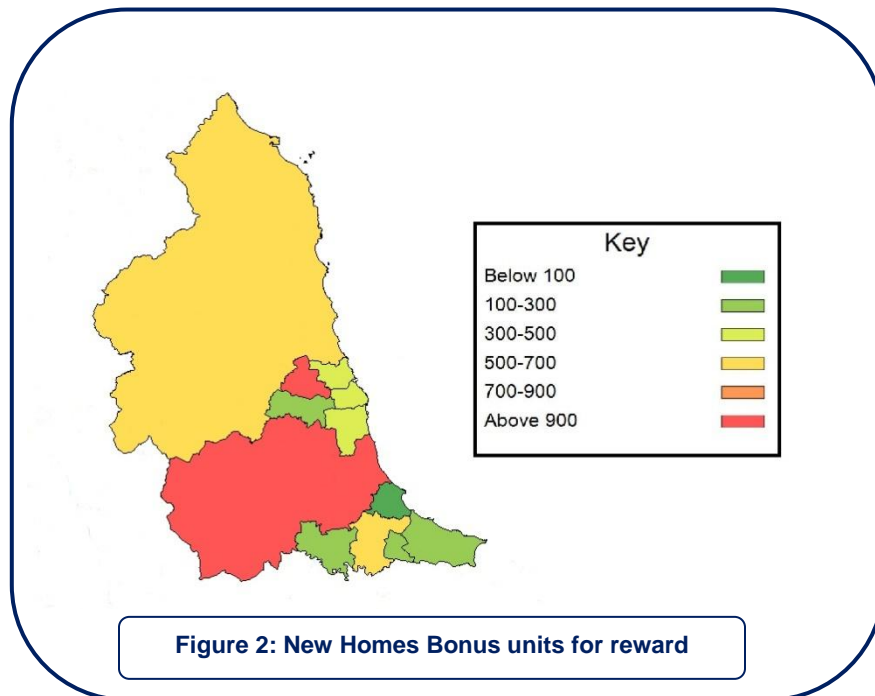 Key
Below 100
100-300
300-500
500-700
700-900
Above 900
Figure 2: New Homes Bonus units for reward